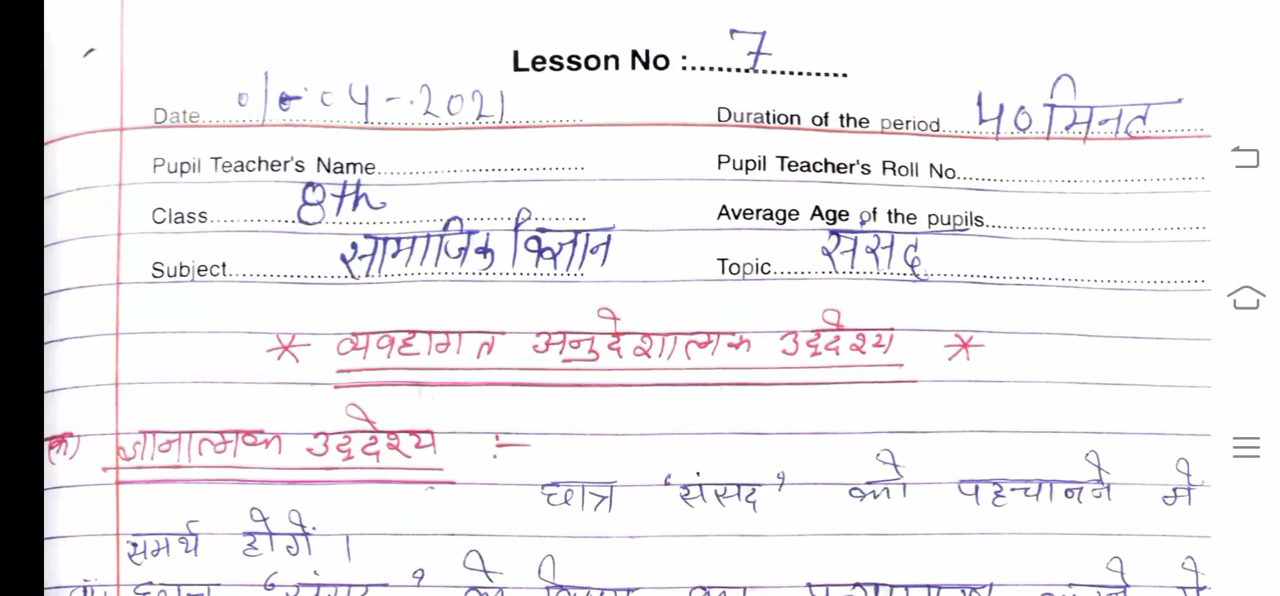 Lesson No : 7
Date 01-04-2021 Duration of the period 40 मिनट
Pupil Teacher's Name Pupil Teacher's Roll No.
Class 8th Average Age of the pupils
Subject सामाजिक विज्ञान Topic संसद
* व्यवहागत अनुदेशात्मक उद्देश्य *
(क) ज्ञानात्मक उद्देश्य :-
छात्र 'संसद' को पहचानने में
समर्थ होगें ।